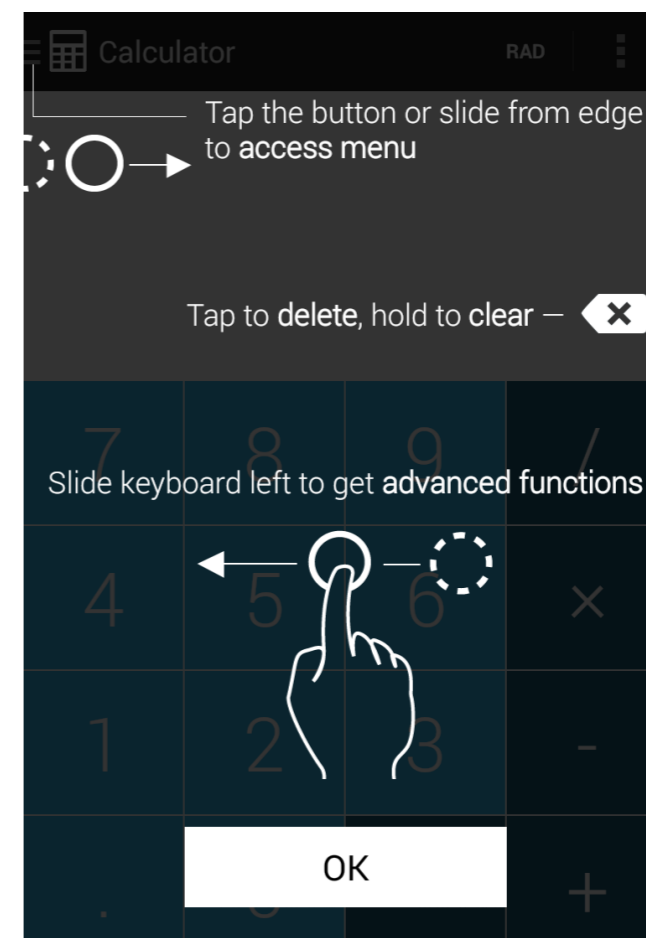 Calculator RAD
Tap the button or slide from edge
to access menu
Tap to delete, hold to clear
7 8 9 /
Slide keyboard left to get advanced functions
4 5 6 ×
1 2 3 -
OK
. 0 +